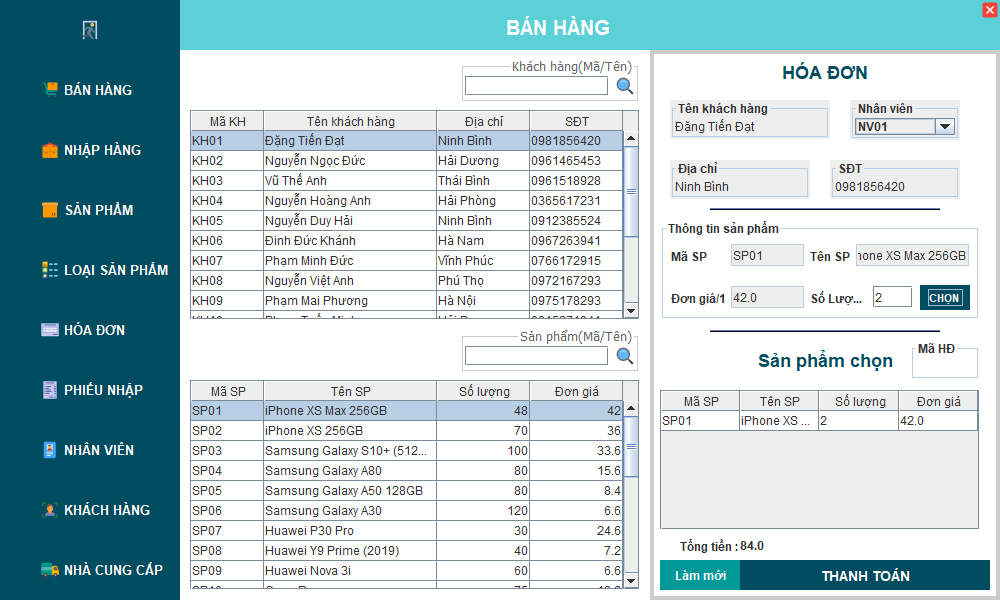 BÁN HÀNG
BÁN HÀNG
NHẬP HÀNG
SẢN PHẨM
LOẠI SẢN PHẨM
HÓA ĐƠN
PHIẾU NHẬP
NHÂN VIÊN
KHÁCH HÀNG
NHÀ CUNG CẤP
Khách hàng(Mã/Tên)
Mã KH Tên khách hàng Địa chỉ SĐT
KH01 Đặng Tiến Đạt Ninh Bình 0981856420
KH02 Nguyễn Ngọc Đức Hải Dương 0961465453
KH03 Vũ Thế Anh Thái Bình 0961518928
KH04 Nguyễn Hoàng Anh Hải Phòng 0365617231
KH05 Nguyễn Duy Hải Ninh Bình 0912385524
KH06 Đinh Đức Khánh Hà Nam 0967263941
KH07 Phạm Minh Đức Vĩnh Phúc 0766172915
KH08 Nguyễn Việt Anh Phú Thọ 0972167293
KH09 Phạm Mai Phương Hà Nội 0975178293
Sản phẩm(Mã/Tên)
Mã SP Tên SP Số lượng Đơn giá
SP01 iPhone XS Max 256GB 48 42
SP02 iPhone XS 256GB 70 36
SP03 Samsung Galaxy S10+ (512... 100 33.6
SP04 Samsung Galaxy A80 80 15.6
SP05 Samsung Galaxy A50 128GB 80 8.4
SP06 Samsung Galaxy A30 120 6.6
SP07 Huawei P30 Pro 30 24.6
SP08 Huawei Y9 Prime (2019) 40 7.2
SP09 Huawei Nova 3i 60 6.6
HÓA ĐƠN
Tên khách hàng
Đặng Tiến Đạt
Nhân viên
NV01
Địa chỉ
Ninh Bình
SĐT
0981856420
Thông tin sản phẩm
Mã SP SP01 Tên SP hone XS Max 256GB
Đơn giá/1 42.0 Số Lượ... 2 CHỌN
Sản phẩm chọn
Mã HĐ
Mã SP Tên SP Số lượng Đơn giá
SP01 iPhone XS ... 2 42.0
Tổng tiền : 84.0
Làm mới THANH TOÁN